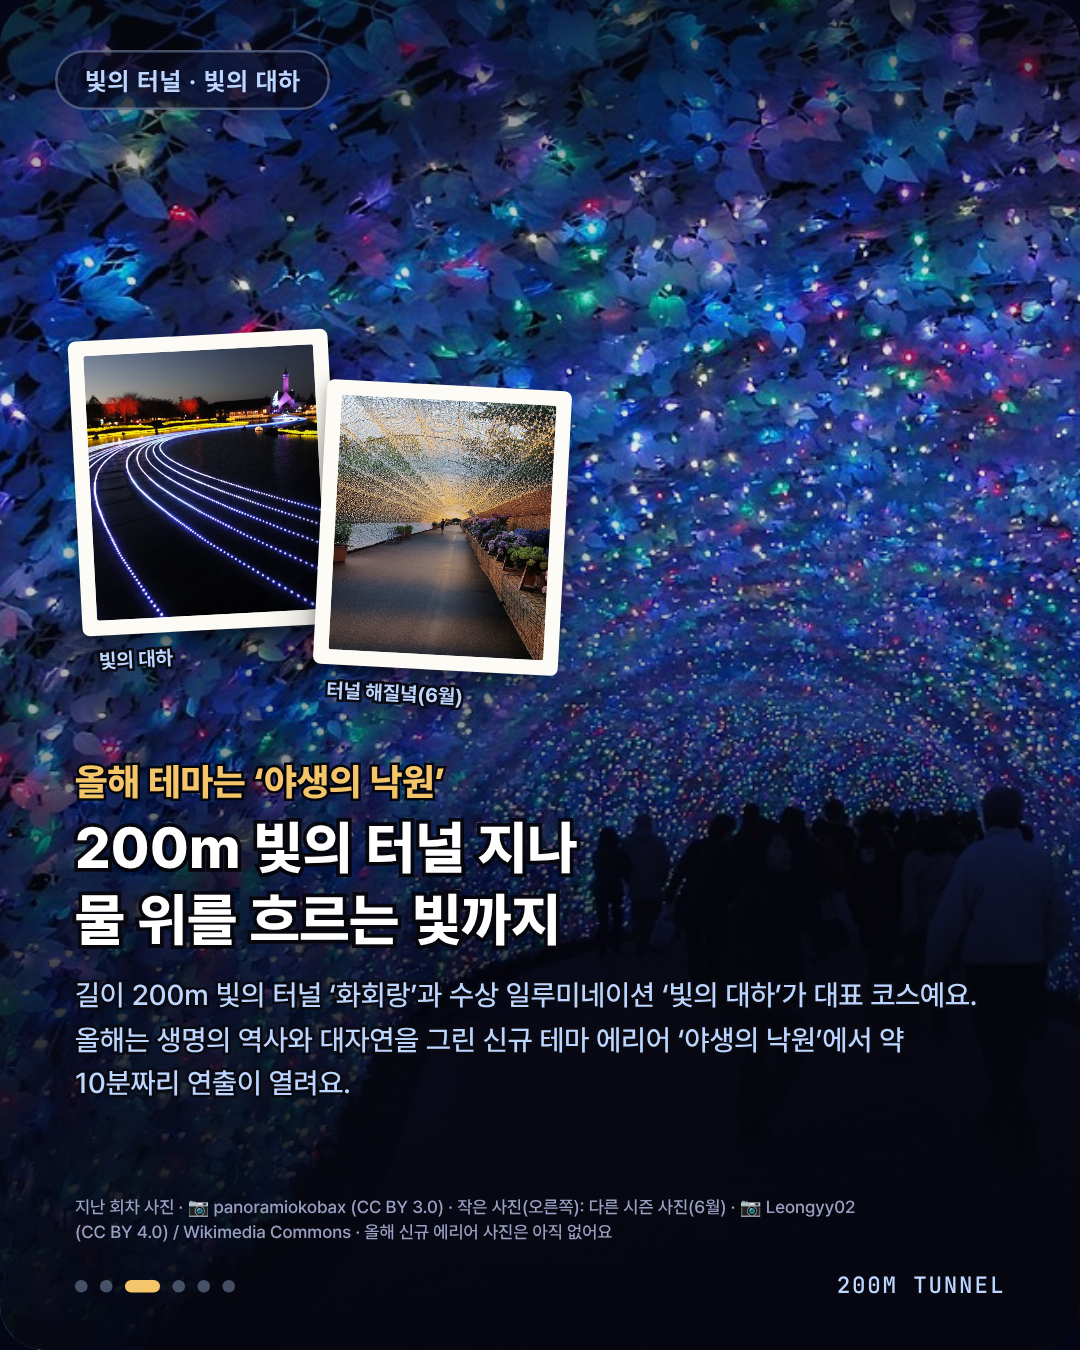 빛의 터널 · 빛의 대하
빛의 대하
터널 해질녘(6월)
올해 테마는 ‘야생의 낙원’
200m 빛의 터널 지나
물 위를 흐르는 빛까지
길이 200m 빛의 터널 ‘화회랑’과 수상 일루미네이션 ‘빛의 대하’가 대표 코스예요.
올해는 생명의 역사와 대자연을 그린 신규 테마 에리어 ‘야생의 낙원’에서 약
10분짜리 연출이 열려요.
지난 회차 사진 · 📷 panoramiokobax (CC BY 3.0) · 작은 사진(오른쪽): 다른 시즌 사진(6월) · 📷 Leongyy02
(CC BY 4.0) / Wikimedia Commons · 올해 신규 에리어 사진은 아직 없어요
200M TUNNEL